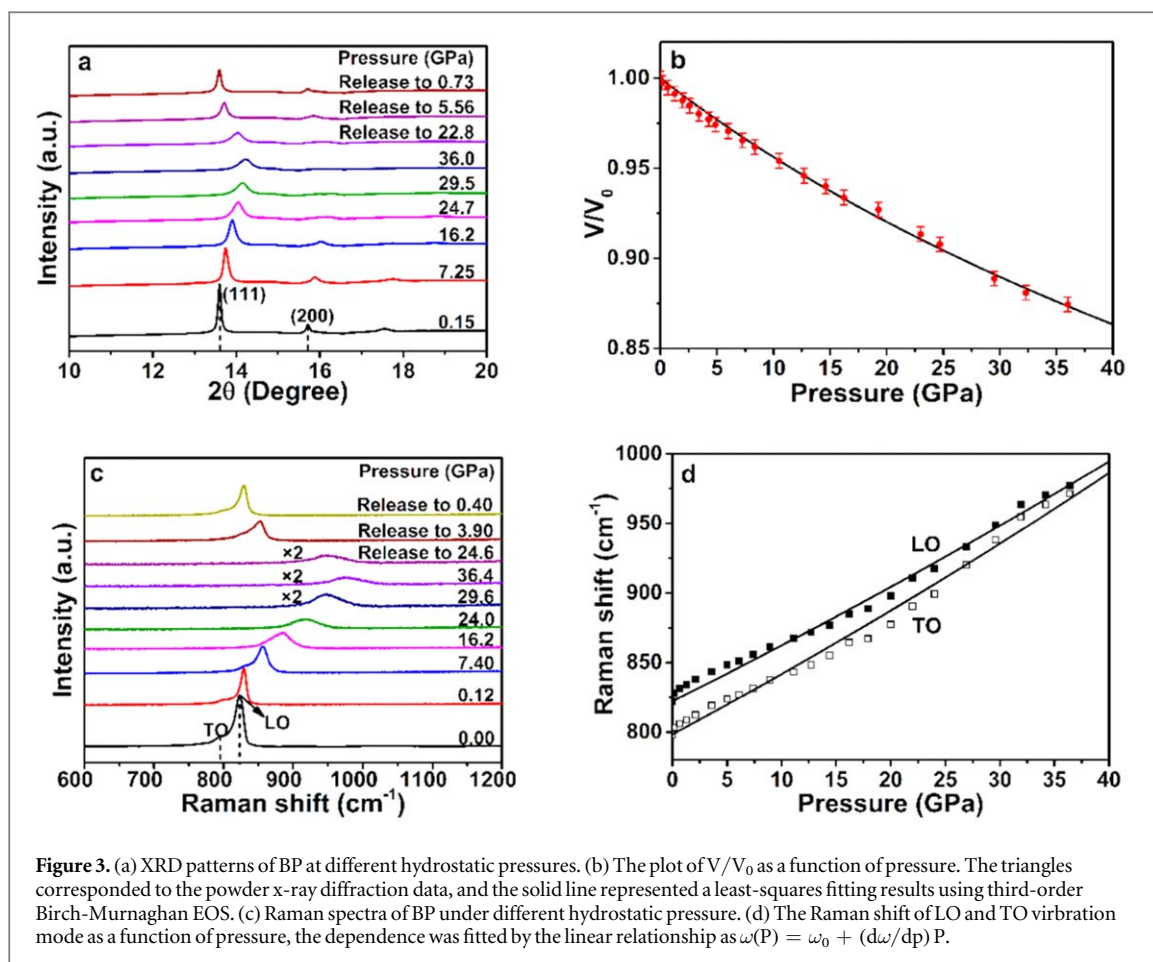 a
Pressure (GPa)
Release to 0.73
Release to 5.56
Release to 22.8
36.0
29.5
24.7
16.2
7.25
(111)
(200)
0.15
Intensity (a.u.)
10 12 14 16 18 20
2θ (Degree)
b
1.00
0.95
0.90
0.85
V/V₀
0 5 10 15 20 25 30 35 40
Pressure (GPa)
c
Pressure (GPa)
Release to 0.40
Release to 3.90
×2 Release to 24.6
×2 36.4
×2 29.6
24.0
16.2
7.40
0.12
TO LO
0.00
Intensity (a.u.)
600 700 800 900 1000 1100 1200
Raman shift (cm⁻¹)
d
1000
950
900
850
800
LO
TO
Raman shift (cm⁻¹)
0 5 10 15 20 25 30 35 40
Pressure (GPa)
Figure 3. (a) XRD patterns of BP at different hydrostatic pressures. (b) The plot of V/V₀ as a function of pressure. The triangles
corresponded to the powder x-ray diffraction data, and the solid line represented a least-squares fitting results using third-order
Birch-Murnaghan EOS. (c) Raman spectra of BP under different hydrostatic pressure. (d) The Raman shift of LO and TO virbration
mode as a function of pressure, the dependence was fitted by the linear relationship as ω(P) = ω₀ + (dω/dp) P.